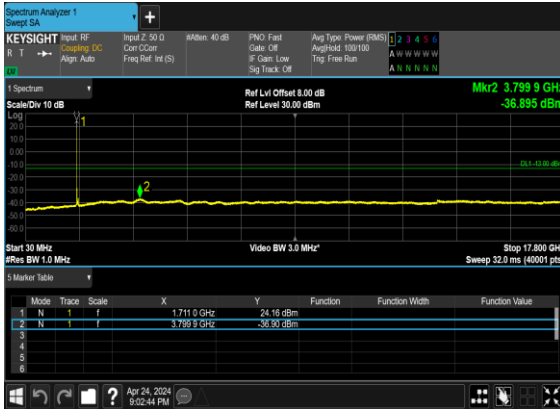 Spectrum Analyzer 1
Swept SA
+
KEYSIGHT Input: RF Input Z: 50 Ω #Atten: 40 dB PNO: Fast Avg Type: Power (RMS) 1 2 3 4 5 6
R T Coupling: DC Corr CCorr Gate: Off Avg|Hold: 100/100 A W W W W W
Align: Auto Freq Ref: Int (S) IF Gain: Low Trig: Free Run
Sig Track: Off A N N N N N
1 Spectrum Ref Lvl Offset 8.00 dB Mkr2 3.799 9 GHz
Scale/Div 10 dB Ref Level 30.00 dBm -36.895 dBm
Log
1
20.0
10.0
0.00
-10.0
DL1 -13.00 dBm
-20.0
-30.0
2
-40.0
-50.0
-60.0
Start 30 MHz Video BW 3.0 MHz* Stop 17.800 GHz
#Res BW 1.0 MHz Sweep 32.0 ms (40001 pts)
5 Marker Table
Mode Trace Scale X Y Function Function Width Function Value
1 N 1 f 1.711 0 GHz 24.16 dBm
2 N 1 f 3.799 9 GHz -36.90 dBm
3
4
5
6
? Apr 24, 2024
9:02:44 PM